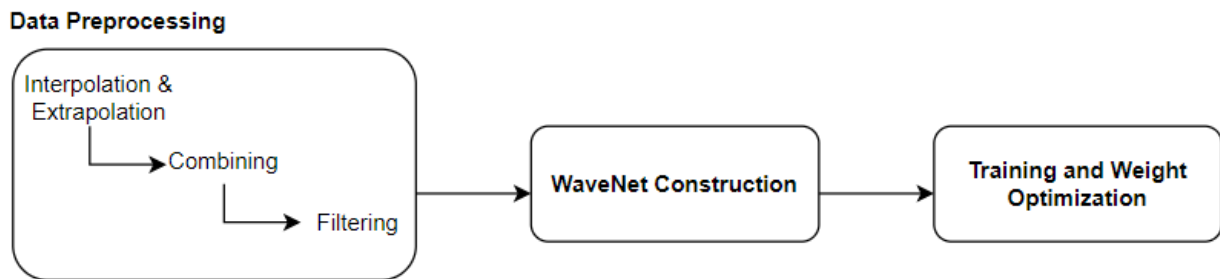 Data Preprocessing
Interpolation &
Extrapolation
Combining
Filtering
WaveNet Construction
Training and Weight
Optimization